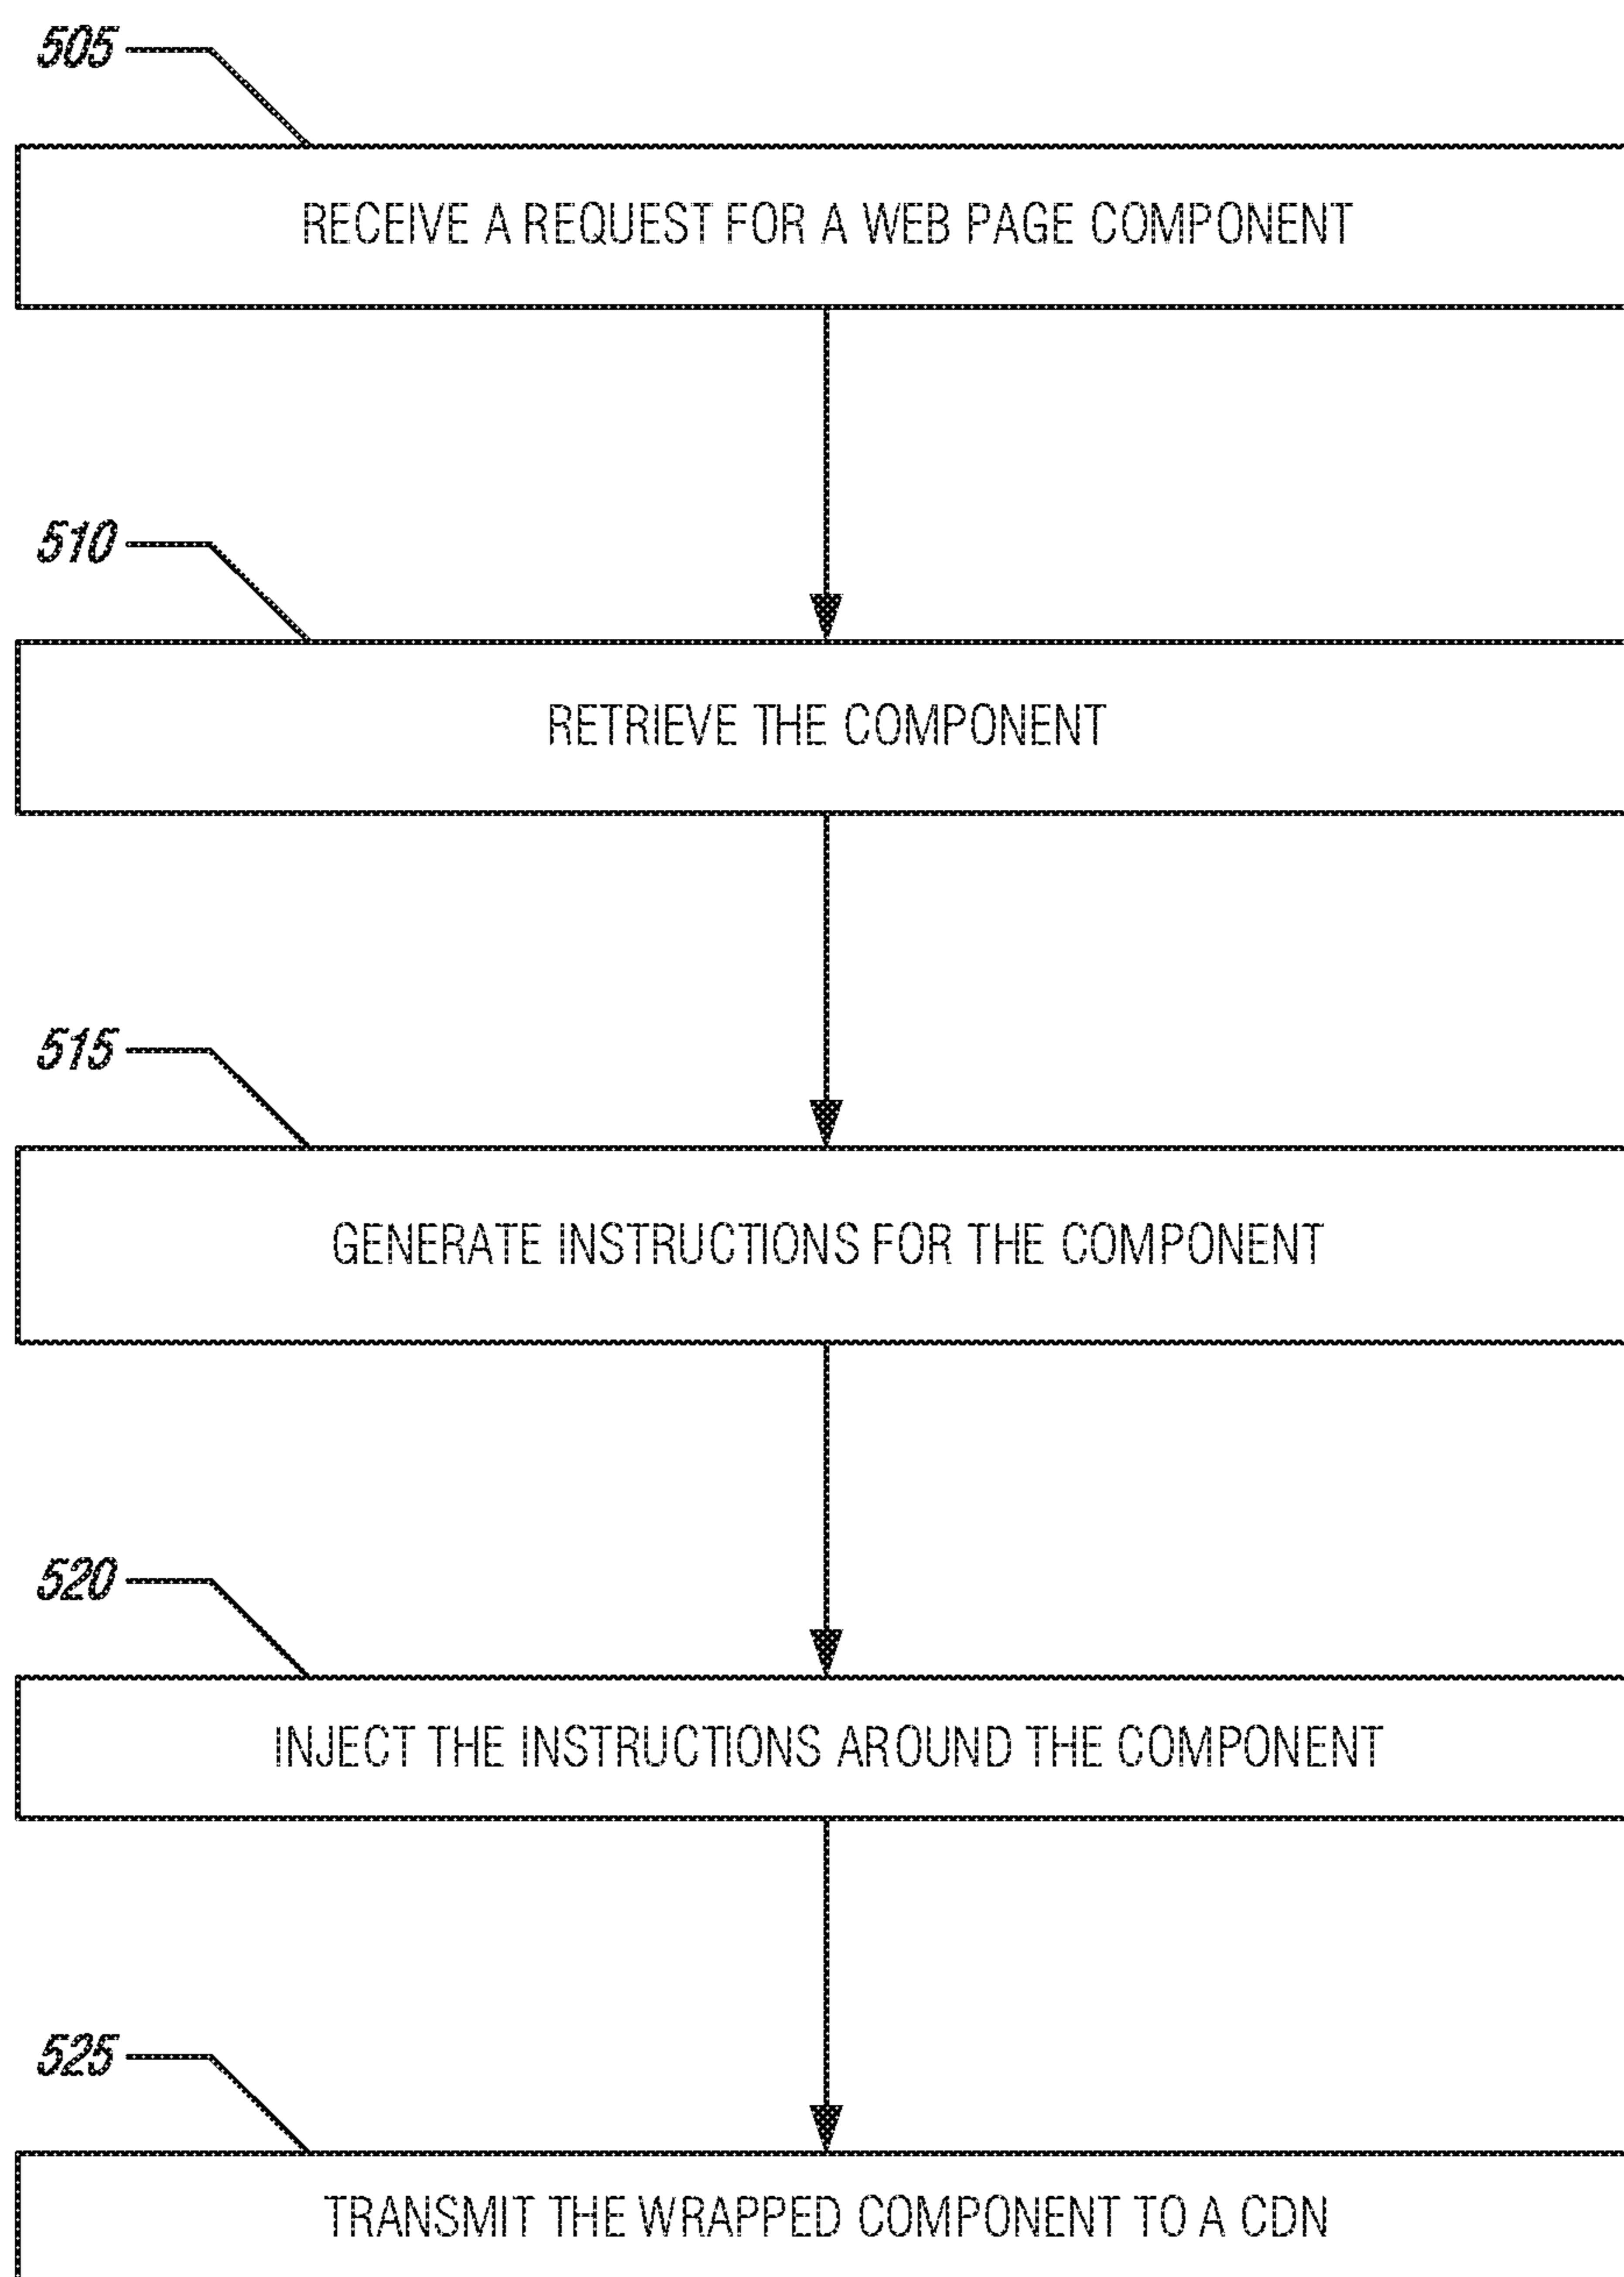 505
RECEIVE A REQUEST FOR A WEB PAGE COMPONENT
510
RETRIEVE THE COMPONENT
515
GENERATE INSTRUCTIONS FOR THE COMPONENT
520
INJECT THE INSTRUCTIONS AROUND THE COMPONENT
525
TRANSMIT THE WRAPPED COMPONENT TO A CDN